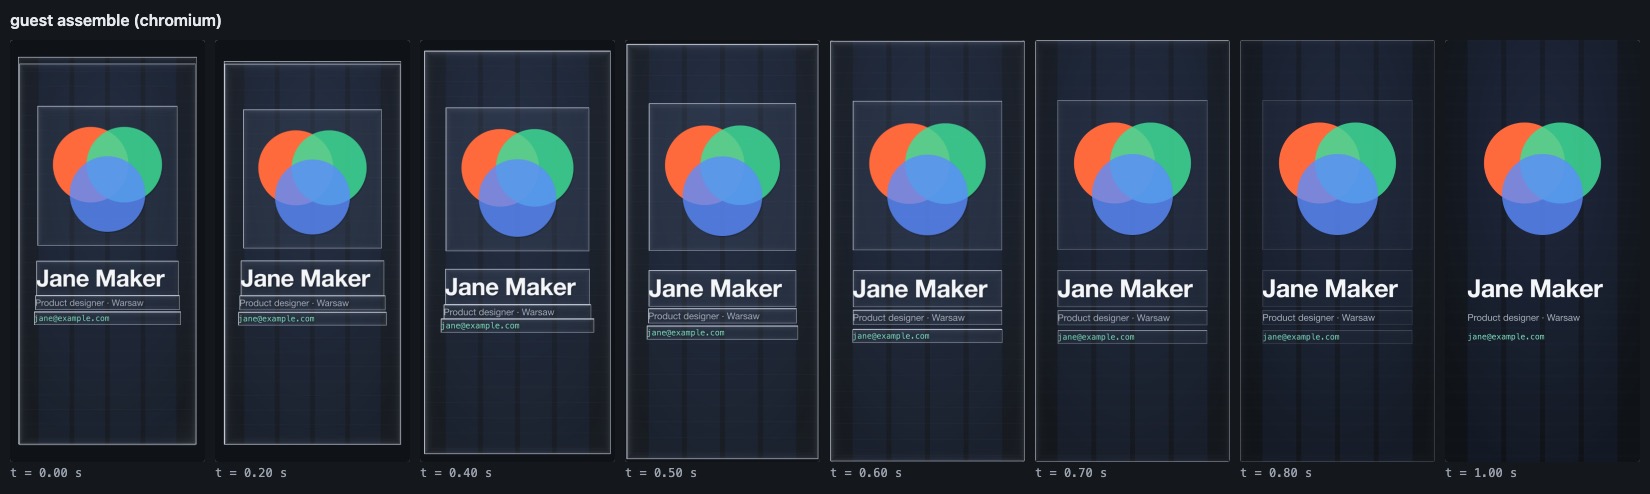 guest assemble (chromium)
Jane Maker
Product designer · Warsaw
jane@example.com
t = 0.00 s
Jane Maker
Product designer · Warsaw
jane@example.com
t = 0.20 s
Jane Maker
Product designer · Warsaw
jane@example.com
t = 0.40 s
Jane Maker
Product designer · Warsaw
jane@example.com
t = 0.50 s
Jane Maker
Product designer · Warsaw
jane@example.com
t = 0.60 s
Jane Maker
Product designer · Warsaw
jane@example.com
t = 0.70 s
Jane Maker
Product designer · Warsaw
jane@example.com
t = 0.80 s
Jane Maker
Product designer · Warsaw
jane@example.com
t = 1.00 s